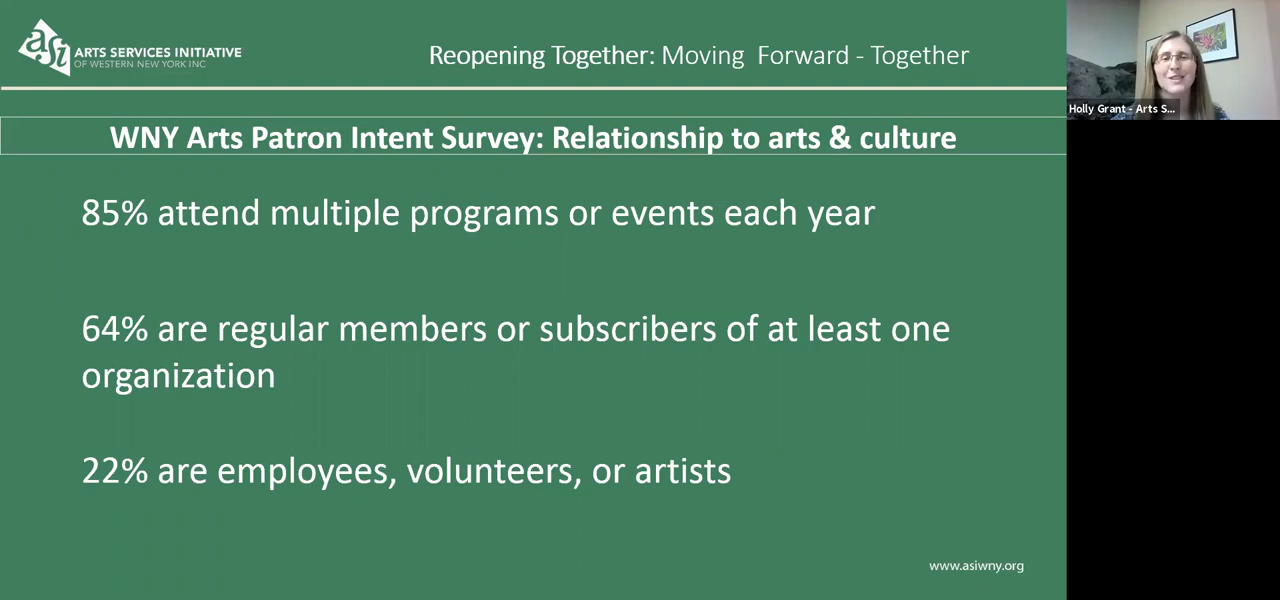 asi
ARTS SERVICES INITIATIVE
OF WESTERN NEW YORK INC
Reopening Together: Moving Forward - Together
Holly Grant - Arts S...
WNY Arts Patron Intent Survey: Relationship to arts & culture
85% attend multiple programs or events each year
64% are regular members or subscribers of at least one
organization
22% are employees, volunteers, or artists
www.asiwny.org